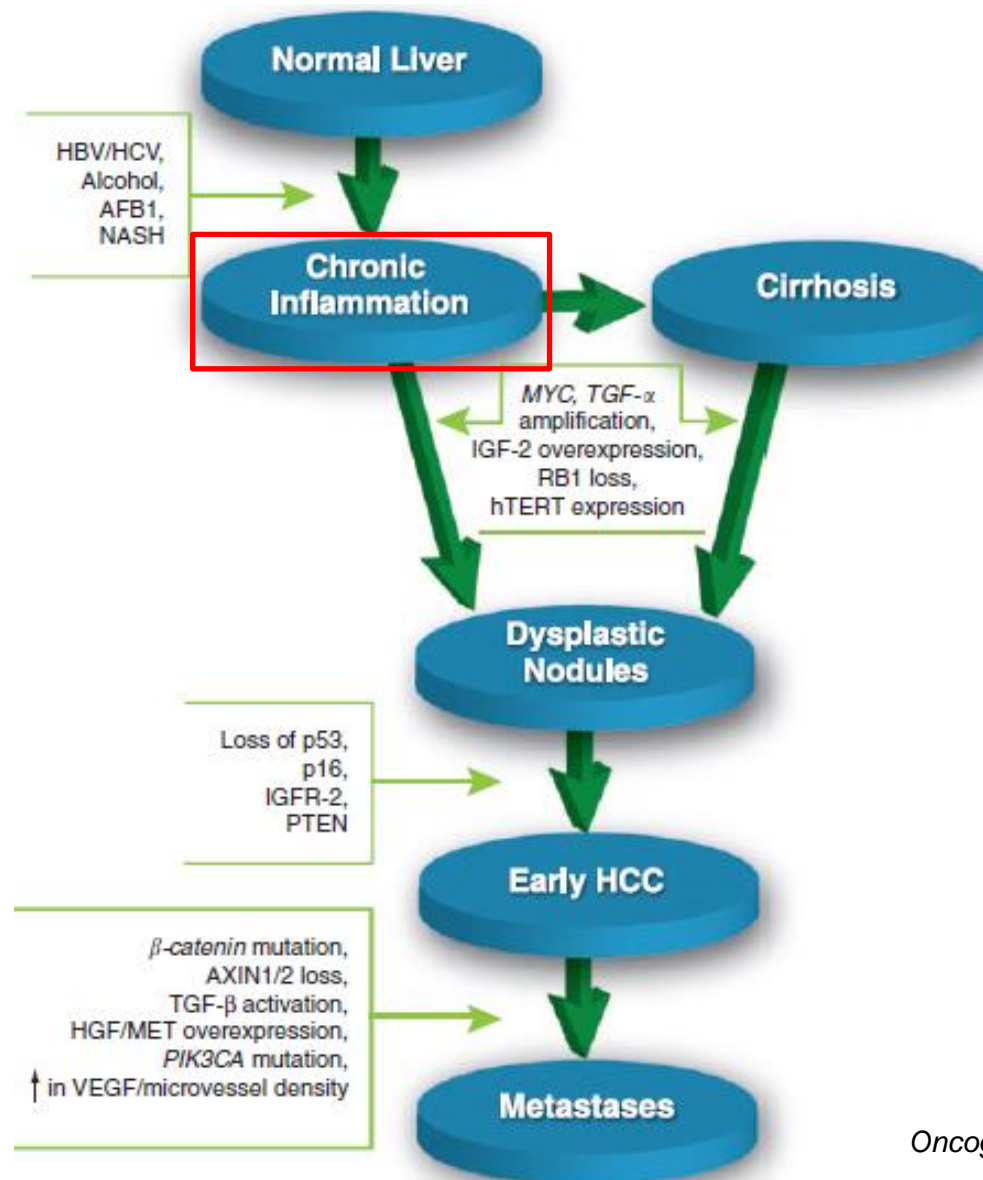 Normal Liver
HBV/HCV,
Alcohol,
AFB1,
NASH
Chronic
Inflammation
Cirrhosis
MYC, TGF-α
amplification,
IGF-2 overexpression,
RB1 loss,
hTERT expression
Dysplastic
Nodules
Loss of p53,
p16,
IGFR-2,
PTEN
Early HCC
β-catenin mutation,
AXIN1/2 loss,
TGF-β activation,
HGF/MET overexpression,
PIK3CA mutation,
↑ in VEGF/microvessel density
Metastases
Oncog